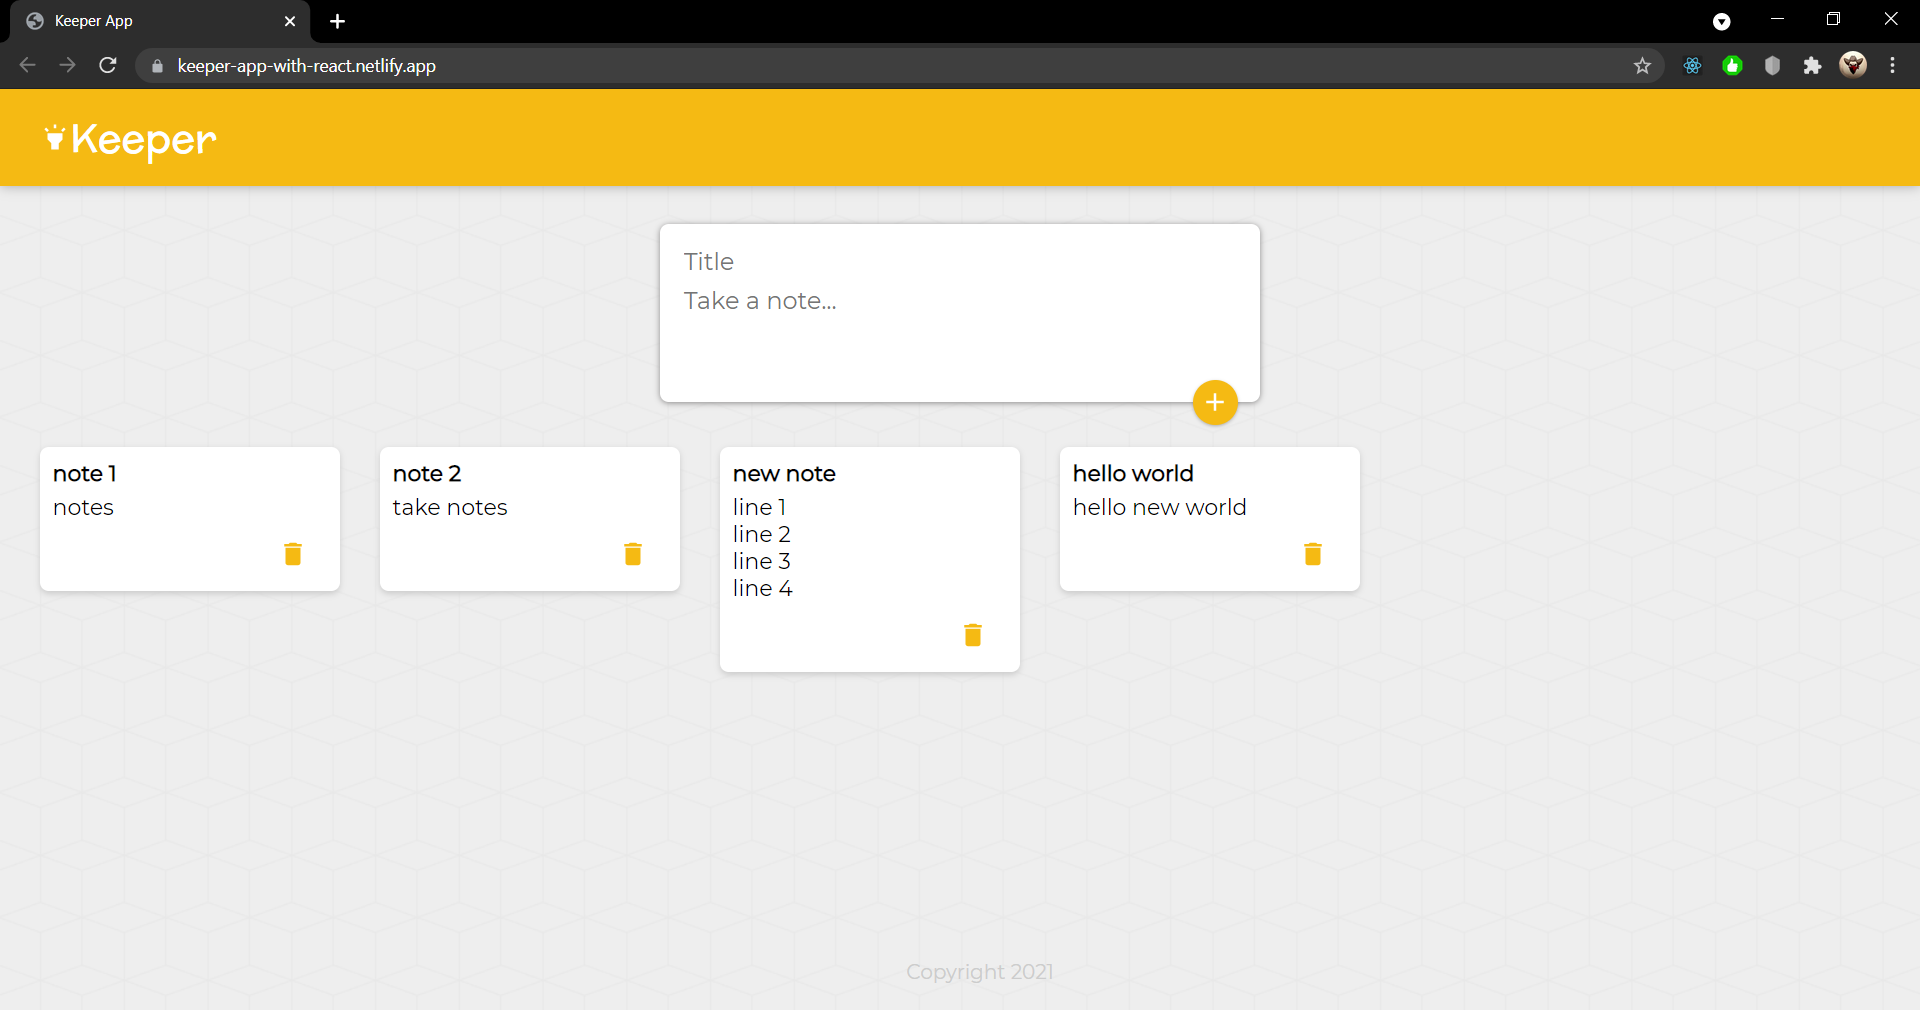 Keeper App
keeper-app-with-react.netlify.app
Keeper
Title
Take a note...
note 1
notes
note 2
take notes
new note
line 1
line 2
line 3
line 4
hello world
hello new world
Copyright 2021